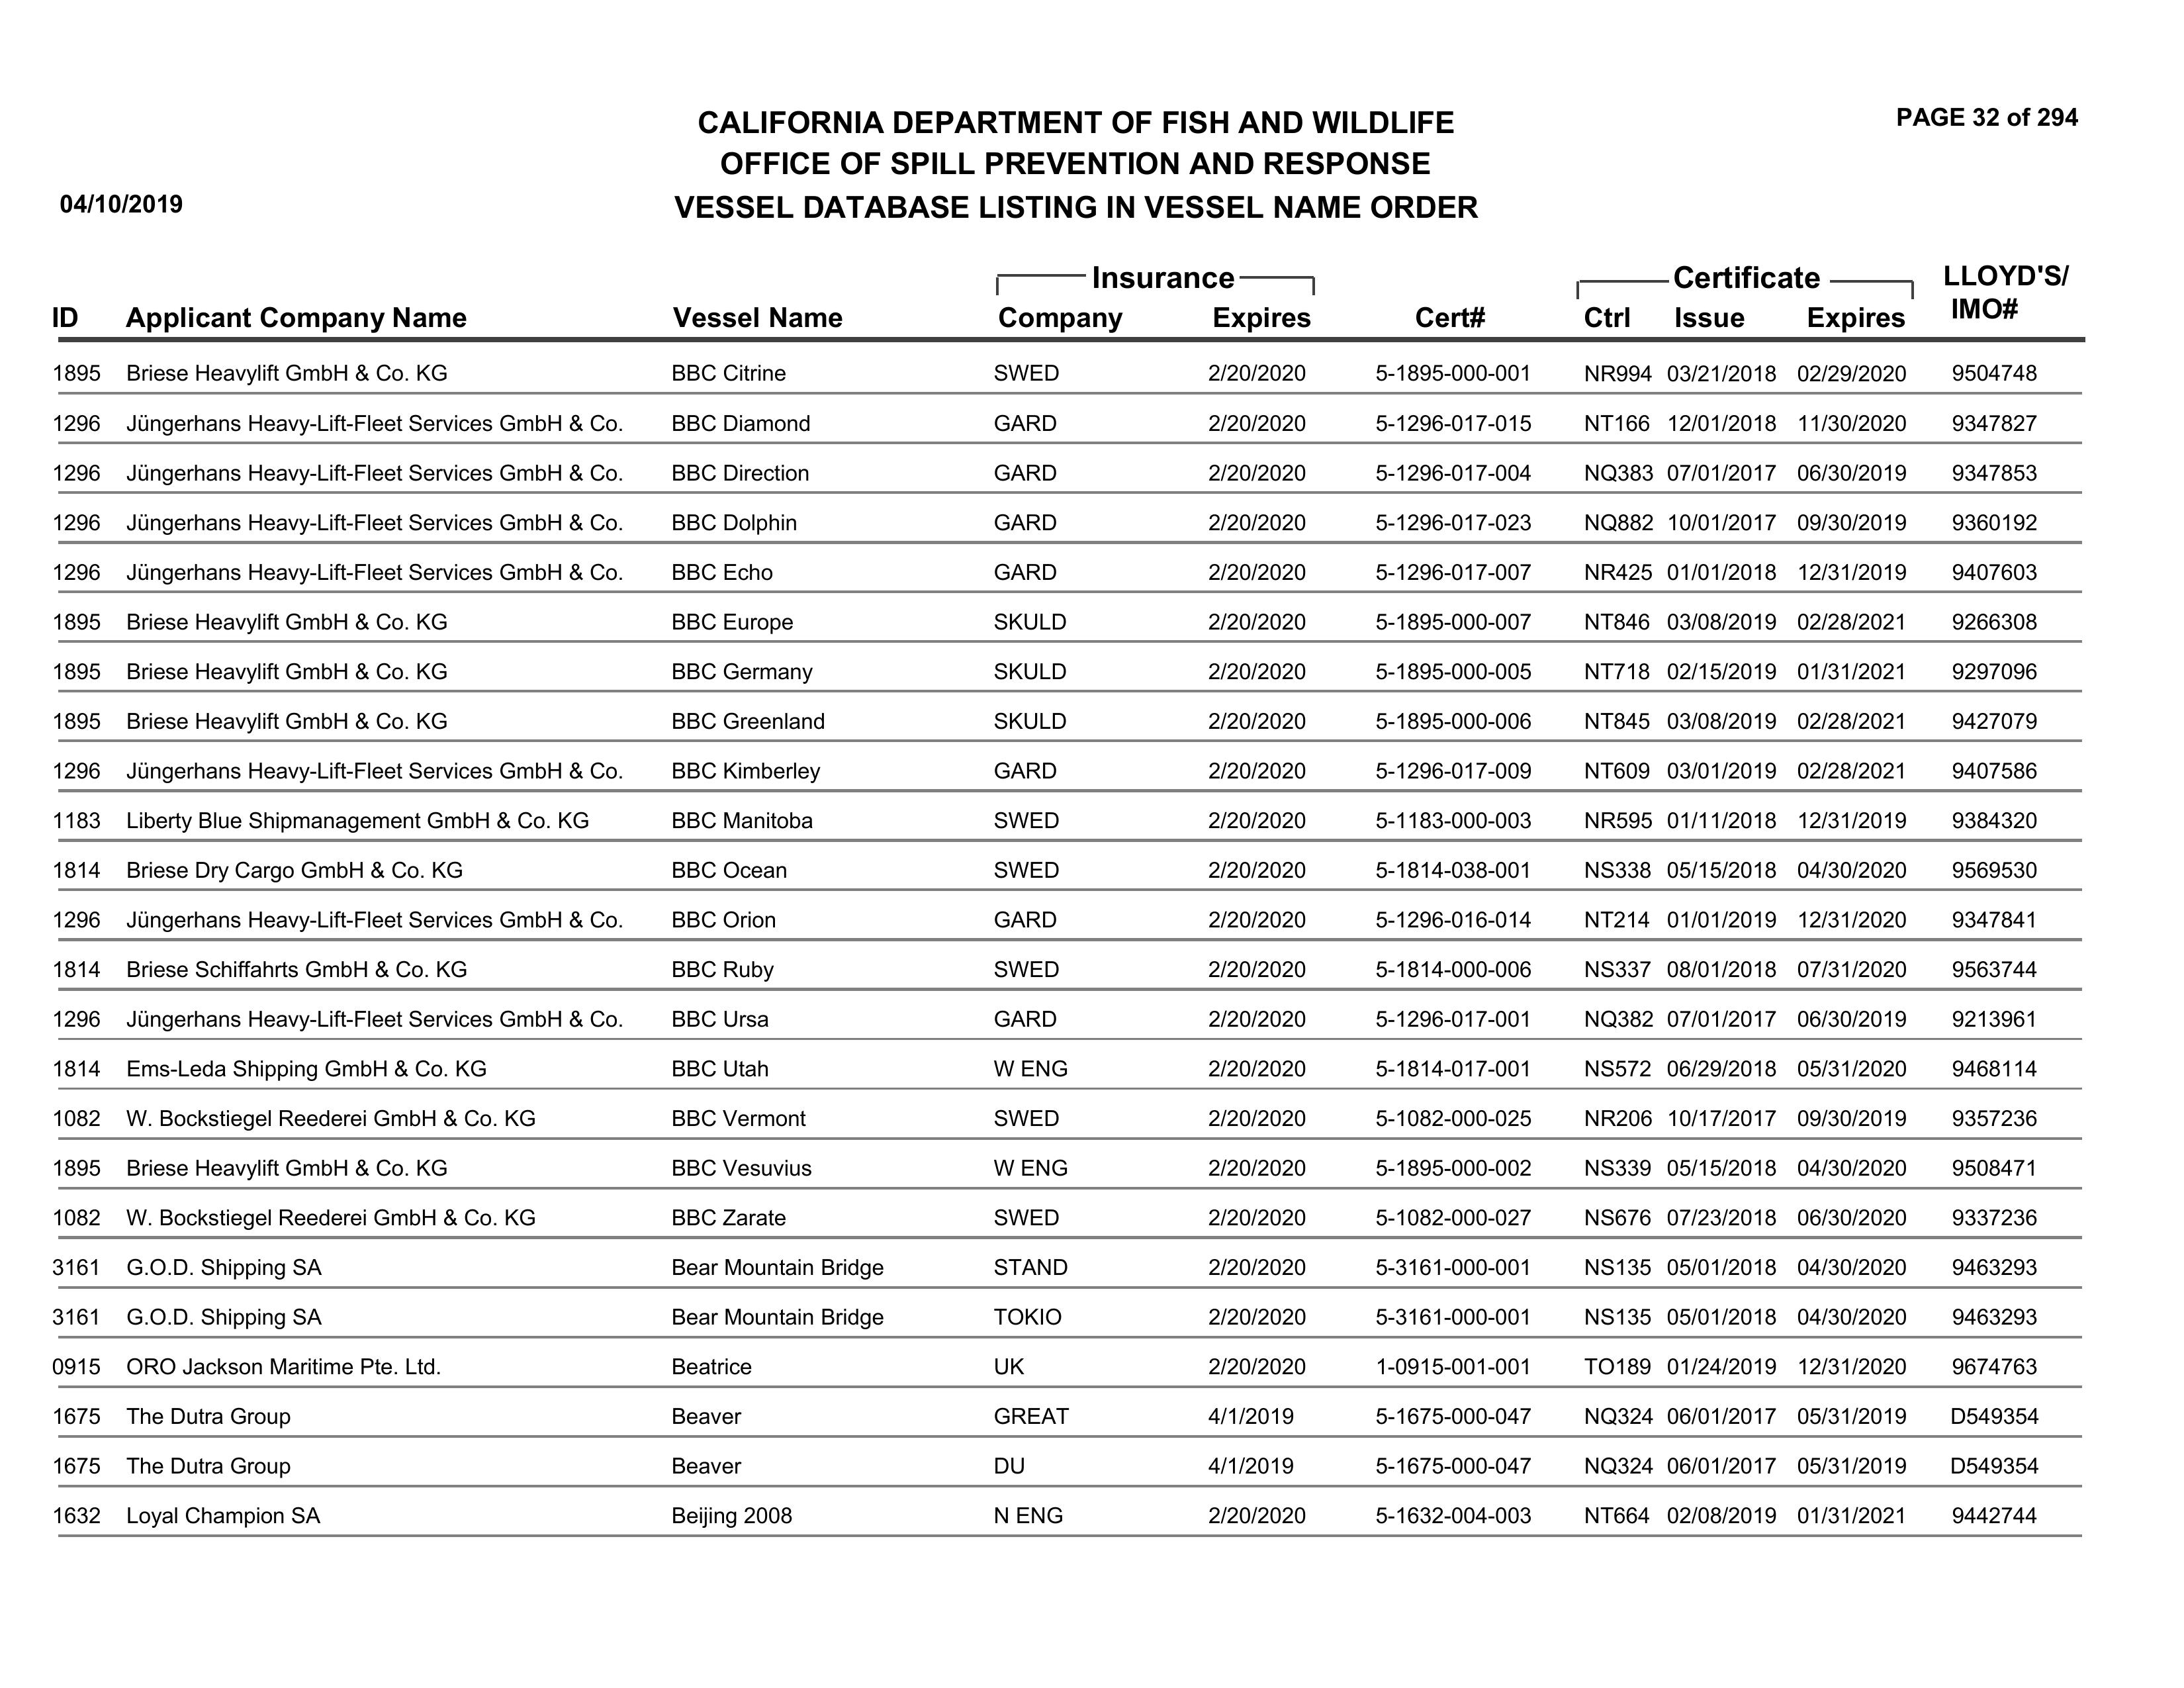 PAGE 32 of 294
CALIFORNIA DEPARTMENT OF FISH AND WILDLIFE
OFFICE OF SPILL PREVENTION AND RESPONSE
04/10/2019 VESSEL DATABASE LISTING IN VESSEL NAME ORDER
Insurance Certificate LLOYD'S/
ID Applicant Company Name Vessel Name Company Expires Cert# Ctrl Issue Expires IMO#
1895 Briese Heavylift GmbH & Co. KG BBC Citrine SWED 2/20/2020 5-1895-000-001 NR994 03/21/2018 02/29/2020 9504748
1296 Jüngerhans Heavy-Lift-Fleet Services GmbH & Co. BBC Diamond GARD 2/20/2020 5-1296-017-015 NT166 12/01/2018 11/30/2020 9347827
1296 Jüngerhans Heavy-Lift-Fleet Services GmbH & Co. BBC Direction GARD 2/20/2020 5-1296-017-004 NQ383 07/01/2017 06/30/2019 9347853
1296 Jüngerhans Heavy-Lift-Fleet Services GmbH & Co. BBC Dolphin GARD 2/20/2020 5-1296-017-023 NQ882 10/01/2017 09/30/2019 9360192
1296 Jüngerhans Heavy-Lift-Fleet Services GmbH & Co. BBC Echo GARD 2/20/2020 5-1296-017-007 NR425 01/01/2018 12/31/2019 9407603
1895 Briese Heavylift GmbH & Co. KG BBC Europe SKULD 2/20/2020 5-1895-000-007 NT846 03/08/2019 02/28/2021 9266308
1895 Briese Heavylift GmbH & Co. KG BBC Germany SKULD 2/20/2020 5-1895-000-005 NT718 02/15/2019 01/31/2021 9297096
1895 Briese Heavylift GmbH & Co. KG BBC Greenland SKULD 2/20/2020 5-1895-000-006 NT845 03/08/2019 02/28/2021 9427079
1296 Jüngerhans Heavy-Lift-Fleet Services GmbH & Co. BBC Kimberley GARD 2/20/2020 5-1296-017-009 NT609 03/01/2019 02/28/2021 9407586
1183 Liberty Blue Shipmanagement GmbH & Co. KG BBC Manitoba SWED 2/20/2020 5-1183-000-003 NR595 01/11/2018 12/31/2019 9384320
1814 Briese Dry Cargo GmbH & Co. KG BBC Ocean SWED 2/20/2020 5-1814-038-001 NS338 05/15/2018 04/30/2020 9569530
1296 Jüngerhans Heavy-Lift-Fleet Services GmbH & Co. BBC Orion GARD 2/20/2020 5-1296-016-014 NT214 01/01/2019 12/31/2020 9347841
1814 Briese Schiffahrts GmbH & Co. KG BBC Ruby SWED 2/20/2020 5-1814-000-006 NS337 08/01/2018 07/31/2020 9563744
1296 Jüngerhans Heavy-Lift-Fleet Services GmbH & Co. BBC Ursa GARD 2/20/2020 5-1296-017-001 NQ382 07/01/2017 06/30/2019 9213961
1814 Ems-Leda Shipping GmbH & Co. KG BBC Utah W ENG 2/20/2020 5-1814-017-001 NS572 06/29/2018 05/31/2020 9468114
1082 W. Bockstiegel Reederei GmbH & Co. KG BBC Vermont SWED 2/20/2020 5-1082-000-025 NR206 10/17/2017 09/30/2019 9357236
1895 Briese Heavylift GmbH & Co. KG BBC Vesuvius W ENG 2/20/2020 5-1895-000-002 NS339 05/15/2018 04/30/2020 9508471
1082 W. Bockstiegel Reederei GmbH & Co. KG BBC Zarate SWED 2/20/2020 5-1082-000-027 NS676 07/23/2018 06/30/2020 9337236
3161 G.O.D. Shipping SA Bear Mountain Bridge STAND 2/20/2020 5-3161-000-001 NS135 05/01/2018 04/30/2020 9463293
3161 G.O.D. Shipping SA Bear Mountain Bridge TOKIO 2/20/2020 5-3161-000-001 NS135 05/01/2018 04/30/2020 9463293
0915 ORO Jackson Maritime Pte. Ltd. Beatrice UK 2/20/2020 1-0915-001-001 TO189 01/24/2019 12/31/2020 9674763
1675 The Dutra Group Beaver GREAT 4/1/2019 5-1675-000-047 NQ324 06/01/2017 05/31/2019 D549354
1675 The Dutra Group Beaver DU 4/1/2019 5-1675-000-047 NQ324 06/01/2017 05/31/2019 D549354
1632 Loyal Champion SA Beijing 2008 N ENG 2/20/2020 5-1632-004-003 NT664 02/08/2019 01/31/2021 9442744